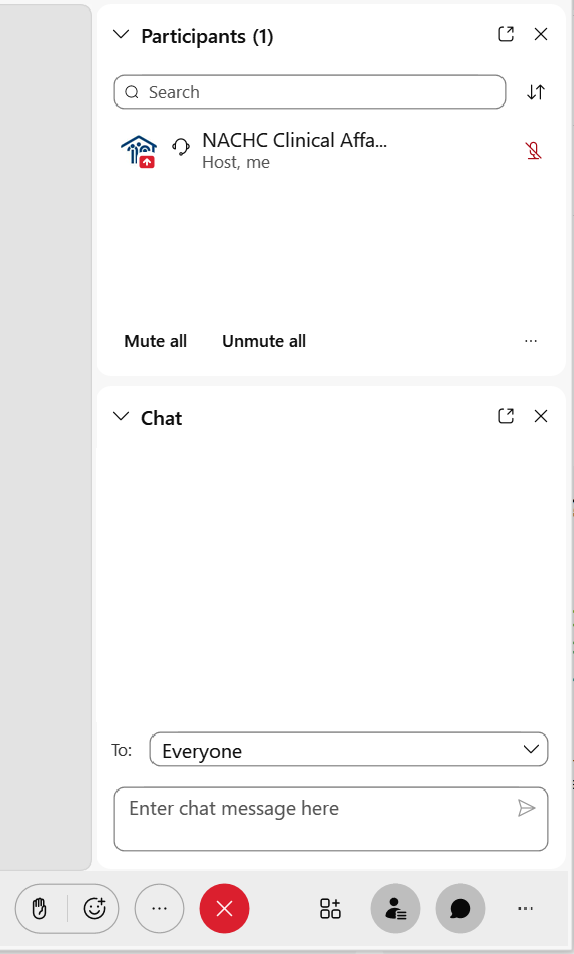 Participants (1)
Search
NACHC Clinical Affa...
Host, me
Mute all
Unmute all
Chat
To:
Everyone
Enter chat message here